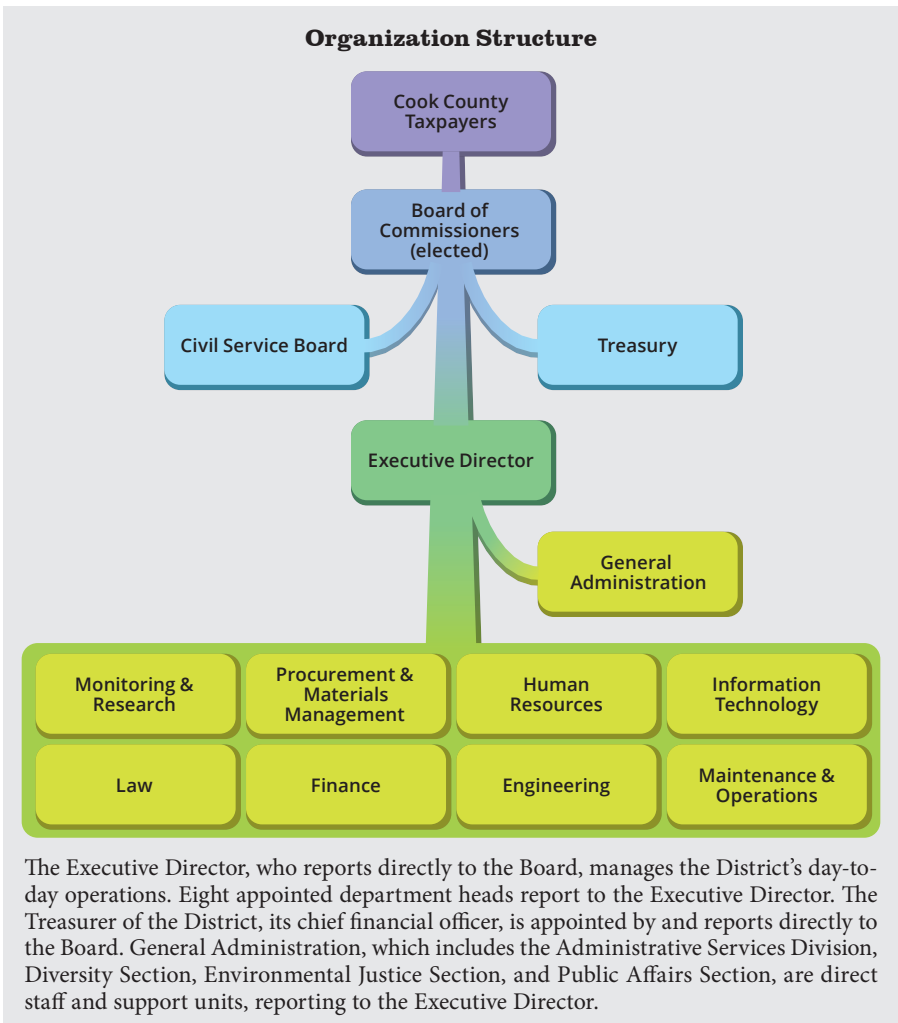 Organization Structure
Cook County
Taxpayers
Board of
Commissioners
(elected)
Civil Service Board
Treasury
Executive Director
General
Administration
Monitoring &
Research
Procurement &
Materials
Management
Human
Resources
Information
Technology
Law
Finance
Engineering
Maintenance &
Operations
The Executive Director, who reports directly to the Board, manages the District’s day-to-
day operations. Eight appointed department heads report to the Executive Director. The
Treasurer of the District, its chief financial officer, is appointed by and reports directly to
the Board. General Administration, which includes the Administrative Services Division,
Diversity Section, Environmental Justice Section, and Public Affairs Section, are direct
staff and support units, reporting to the Executive Director.